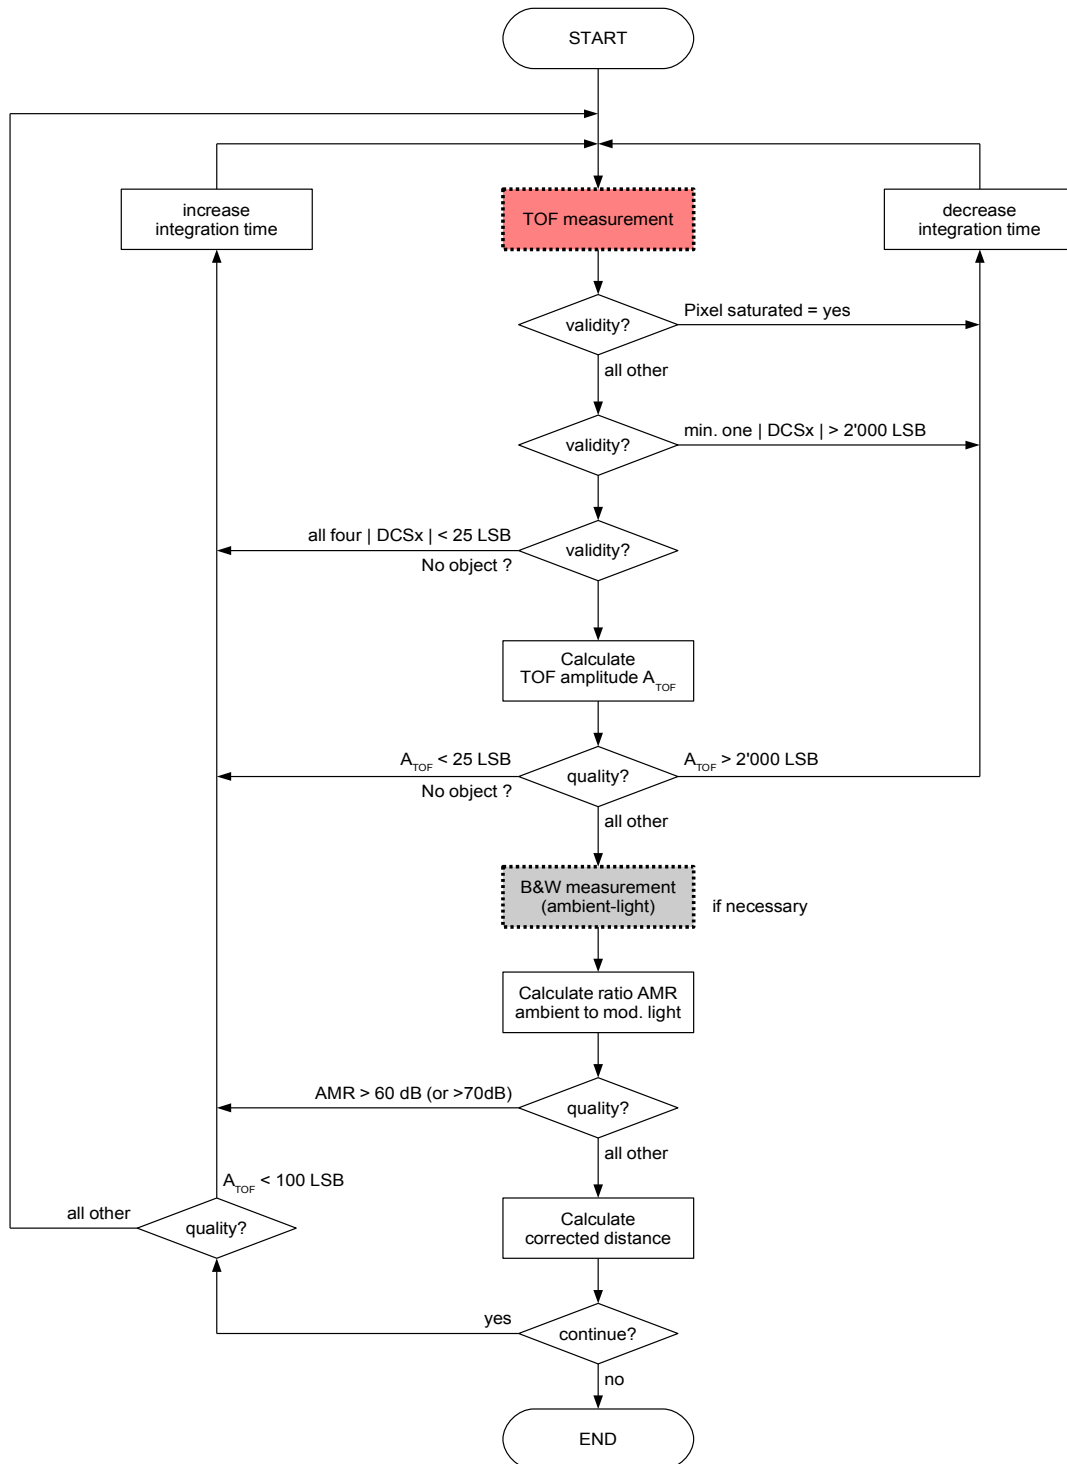 START
increase
integration time
TOF measurement
decrease
integration time
validity?
Pixel saturated = yes
all other
validity?
min. one | DCSx | > 2'000 LSB
all four | DCSx | < 25 LSB
No object ?
validity?
Calculate
TOF amplitude ATOF
ATOF < 25 LSB
No object ?
quality?
ATOF > 2'000 LSB
all other
B&W measurement
(ambient-light)
if necessary
Calculate ratio AMR
ambient to mod. light
AMR > 60 dB (or >70dB)
quality?
all other
ATOF < 100 LSB
all other
quality?
Calculate
corrected distance
yes
continue?
no
END